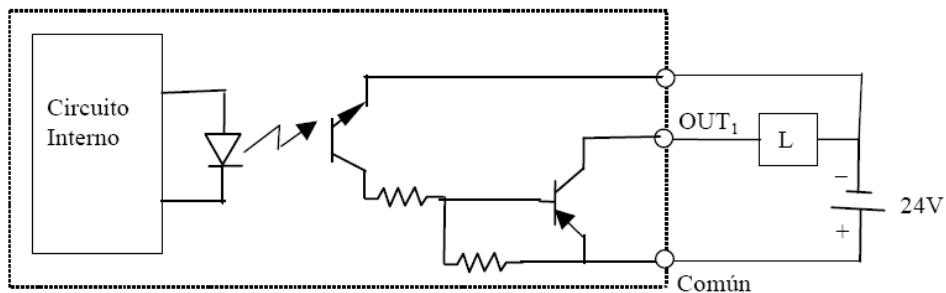 Circuito
Interno
OUT₁
L
–
24V
+
Común